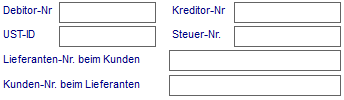 Debitor-Nr Kreditor-Nr
UST-ID Steuer-Nr.
Lieferanten-Nr. beim Kunden
Kunden-Nr. beim Lieferanten